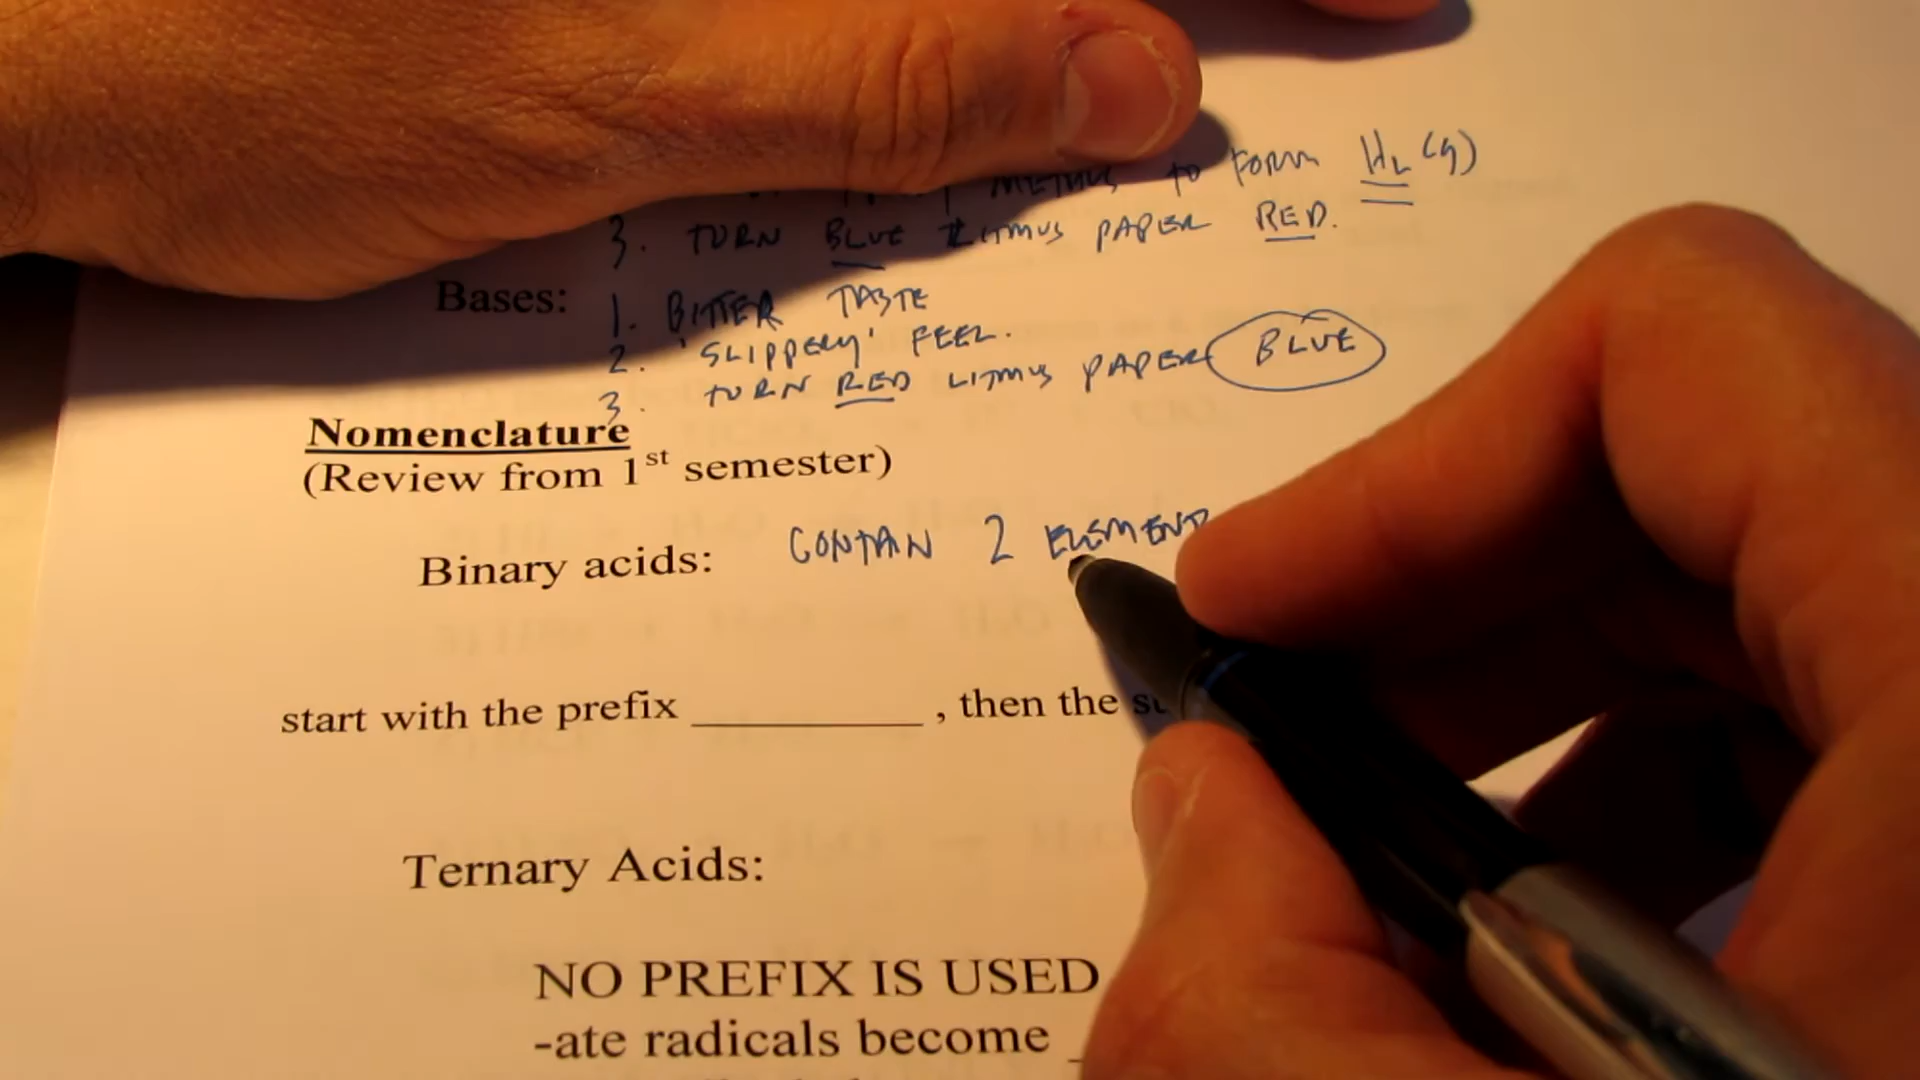 METALS TO FORM H2 (g)
3. TURN BLUE LITMUS PAPER RED.
Bases: 1. BITTER TASTE
2. 'SLIPPERY' FEEL.
3. TURN RED LITMUS PAPER BLUE
Nomenclature
(Review from 1st semester)
Binary acids: CONTAIN 2 ELEMENT
start with the prefix __________ , then the
Ternary Acids:
NO PREFIX IS USED
-ate radicals become _